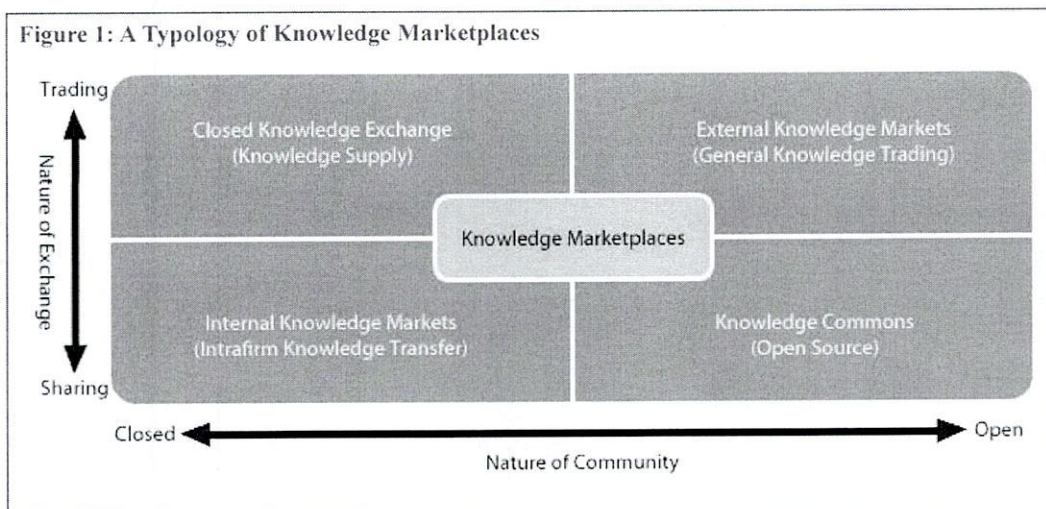 Figure 1: A Typology of Knowledge Marketplaces
Trading
Nature of Exchange
Sharing
Closed Knowledge Exchange
(Knowledge Supply)
External Knowledge Markets
(General Knowledge Trading)
Knowledge Marketplaces
Internal Knowledge Markets
(Intrafirm Knowledge Transfer)
Knowledge Commons
(Open Source)
Closed
Open
Nature of Community